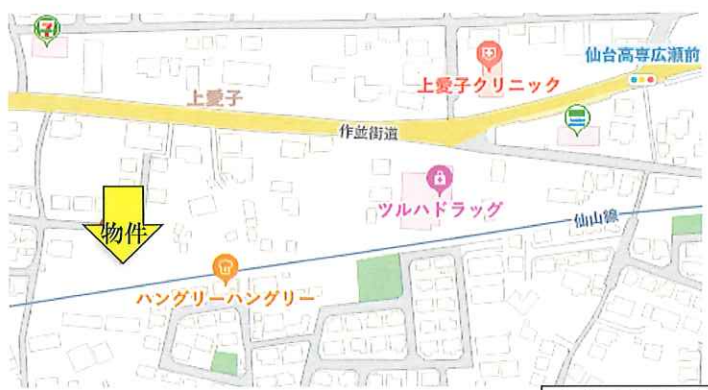 7
仙台高専広瀬前
上愛子クリニック
上愛子
作並街道
ツルハドラッグ
仙山線
物件
ハングリーハングリー